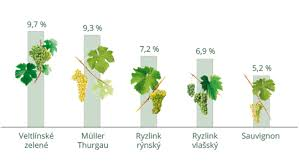 9,7 %
9,3 %
7,2 %
6,9 %
5,2 %
Veltlínské
zelené
Müller
Thurgau
Ryzlink
rýnský
Ryzlink
vlašský
Sauvignon